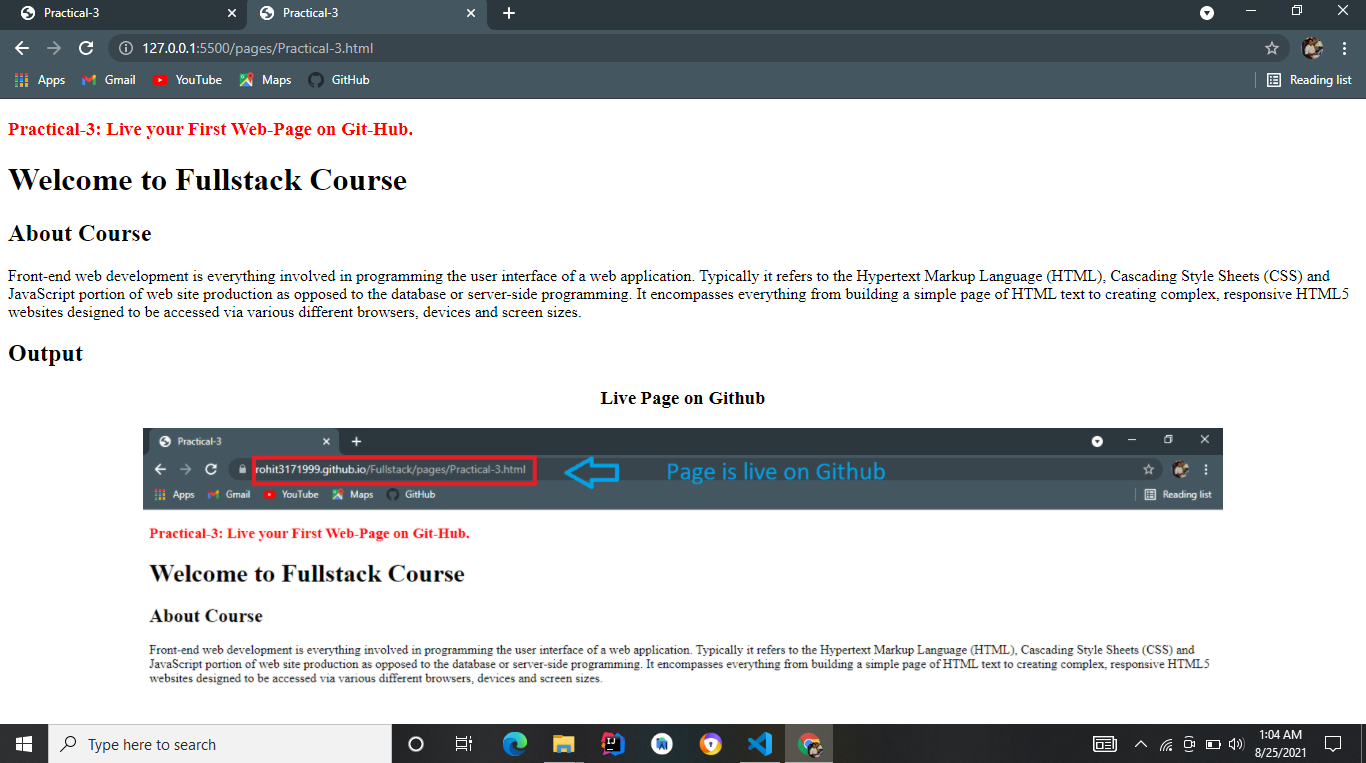 Practical-3
Practical-3
127.0.0.1:5500/pages/Practical-3.html
Apps Gmail YouTube Maps GitHub Reading list
Practical-3: Live your First Web-Page on Git-Hub.
Welcome to Fullstack Course
About Course
Front-end web development is everything involved in programming the user interface of a web application. Typically it refers to the Hypertext Markup Language (HTML), Cascading Style Sheets (CSS) and
JavaScript portion of web site production as opposed to the database or server-side programming. It encompasses everything from building a simple page of HTML text to creating complex, responsive HTML5
websites designed to be accessed via various different browsers, devices and screen sizes.
Output
Live Page on Github
Practical-3
rohit3171999.github.io/Fullstack/pages/Practical-3.html Page is live on Github
Apps Gmail YouTube Maps GitHub Reading list
Practical-3: Live your First Web-Page on Git-Hub.
Welcome to Fullstack Course
About Course
Front-end web development is everything involved in programming the user interface of a web application. Typically it refers to the Hypertext Markup Language (HTML), Cascading Style Sheets (CSS) and
JavaScript portion of web site production as opposed to the database or server-side programming. It encompasses everything from building a simple page of HTML text to creating complex, responsive HTML5
websites designed to be accessed via various different browsers, devices and screen sizes.
Type here to search
1:04 AM
8/25/2021